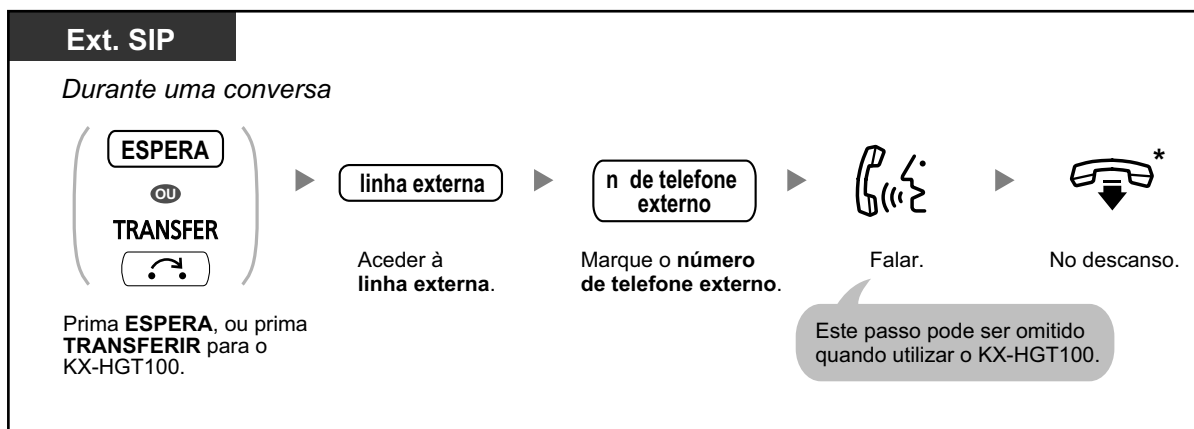 Ext. SIP
Durante uma conversa
ESPERA
OU
TRANSFER
linha externa
n de telefone
externo
*
Prima ESPERA, ou prima
TRANSFERIR para o
KX-HGT100.
Aceder à
linha externa.
Marque o número
de telefone externo.
Falar.
No descanso.
Este passo pode ser omitido
quando utilizar o KX-HGT100.